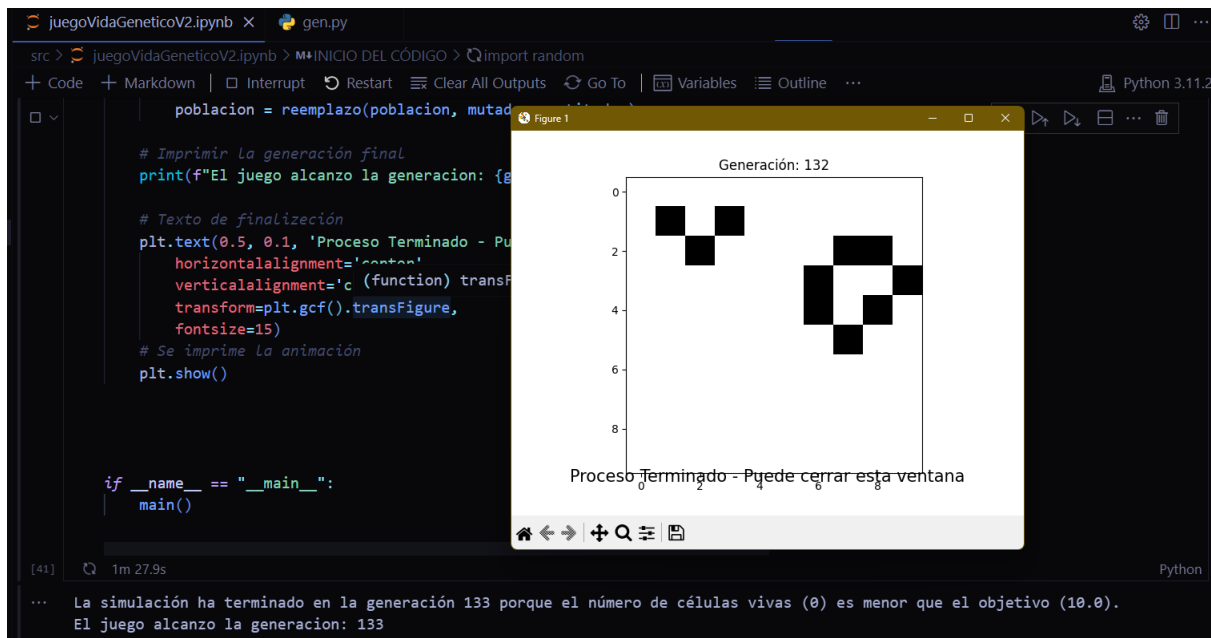 juegoVidaGeneticoV2.ipynb gen.py
src > juegoVidaGeneticoV2.ipynb > M↓INICIO DEL CÓDIGO > import random
+ Code + Markdown | Interrupt Restart Clear All Outputs Go To | Variables Outline ... Python 3.11.2
poblacion = reemplazo(poblacion, mutad
# Imprimir la generación final
print(f"El juego alcanzo la generacion: {g
# Texto de finalizeción
plt.text(0.5, 0.1, 'Proceso Terminado - Pu
horizontalalignment='center'
verticalalignment='c (function) transF
transform=plt.gcf().transFigure,
fontsize=15)
# Se imprime la animación
plt.show()
if __name__ == "__main__":
main()
[41] 1m 27.9s Python
Figure 1
Generación: 132
0
2
4
6
8
0 2 4 6 8
Proceso Terminado - Puede cerrar esta ventana
... La simulación ha terminado en la generación 133 porque el número de células vivas (0) es menor que el objetivo (10.0).
El juego alcanzo la generacion: 133